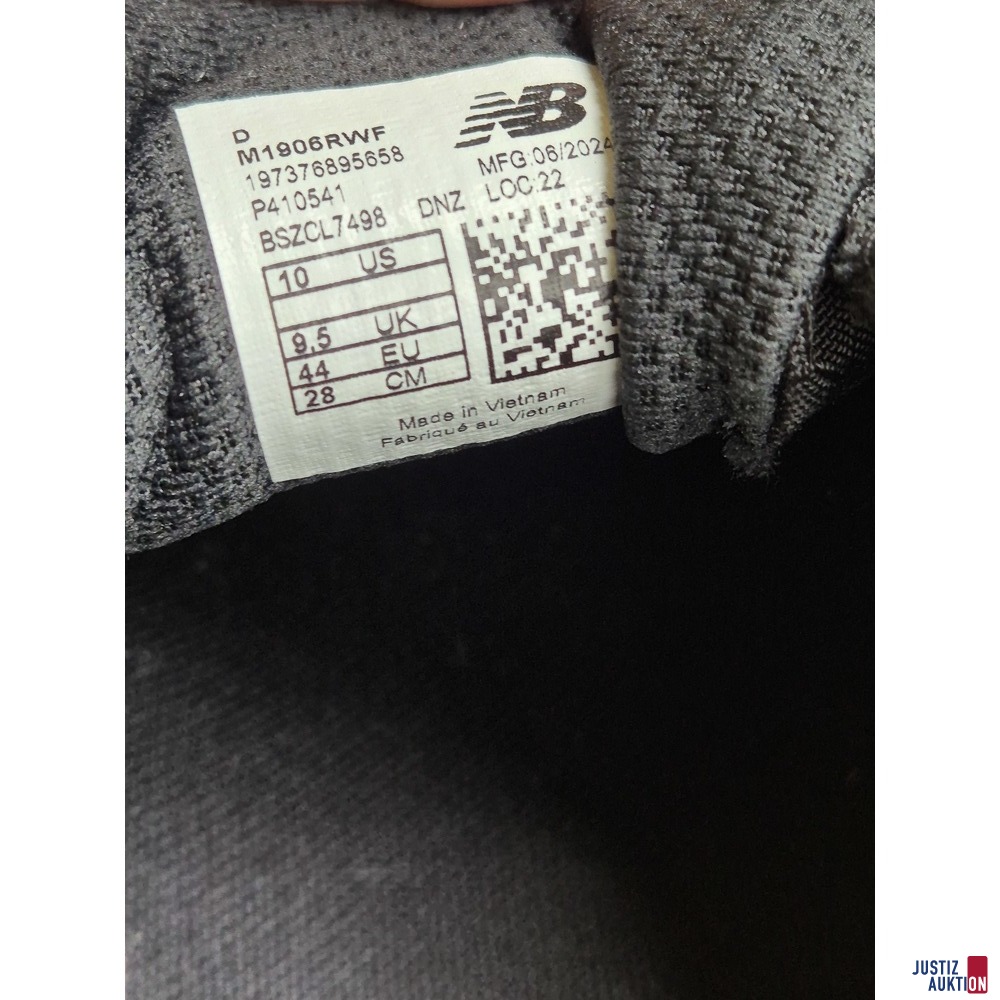 D
M1906RWF
197376895658
P410541
BSZCL7498 DNZ
NB
MFG:06/2024
LOC:22
10 US
9,5 UK
44 EU
28 CM
Made in Vietnam
Fabriqué au Vietnam
JUSTIZ
AUKTION